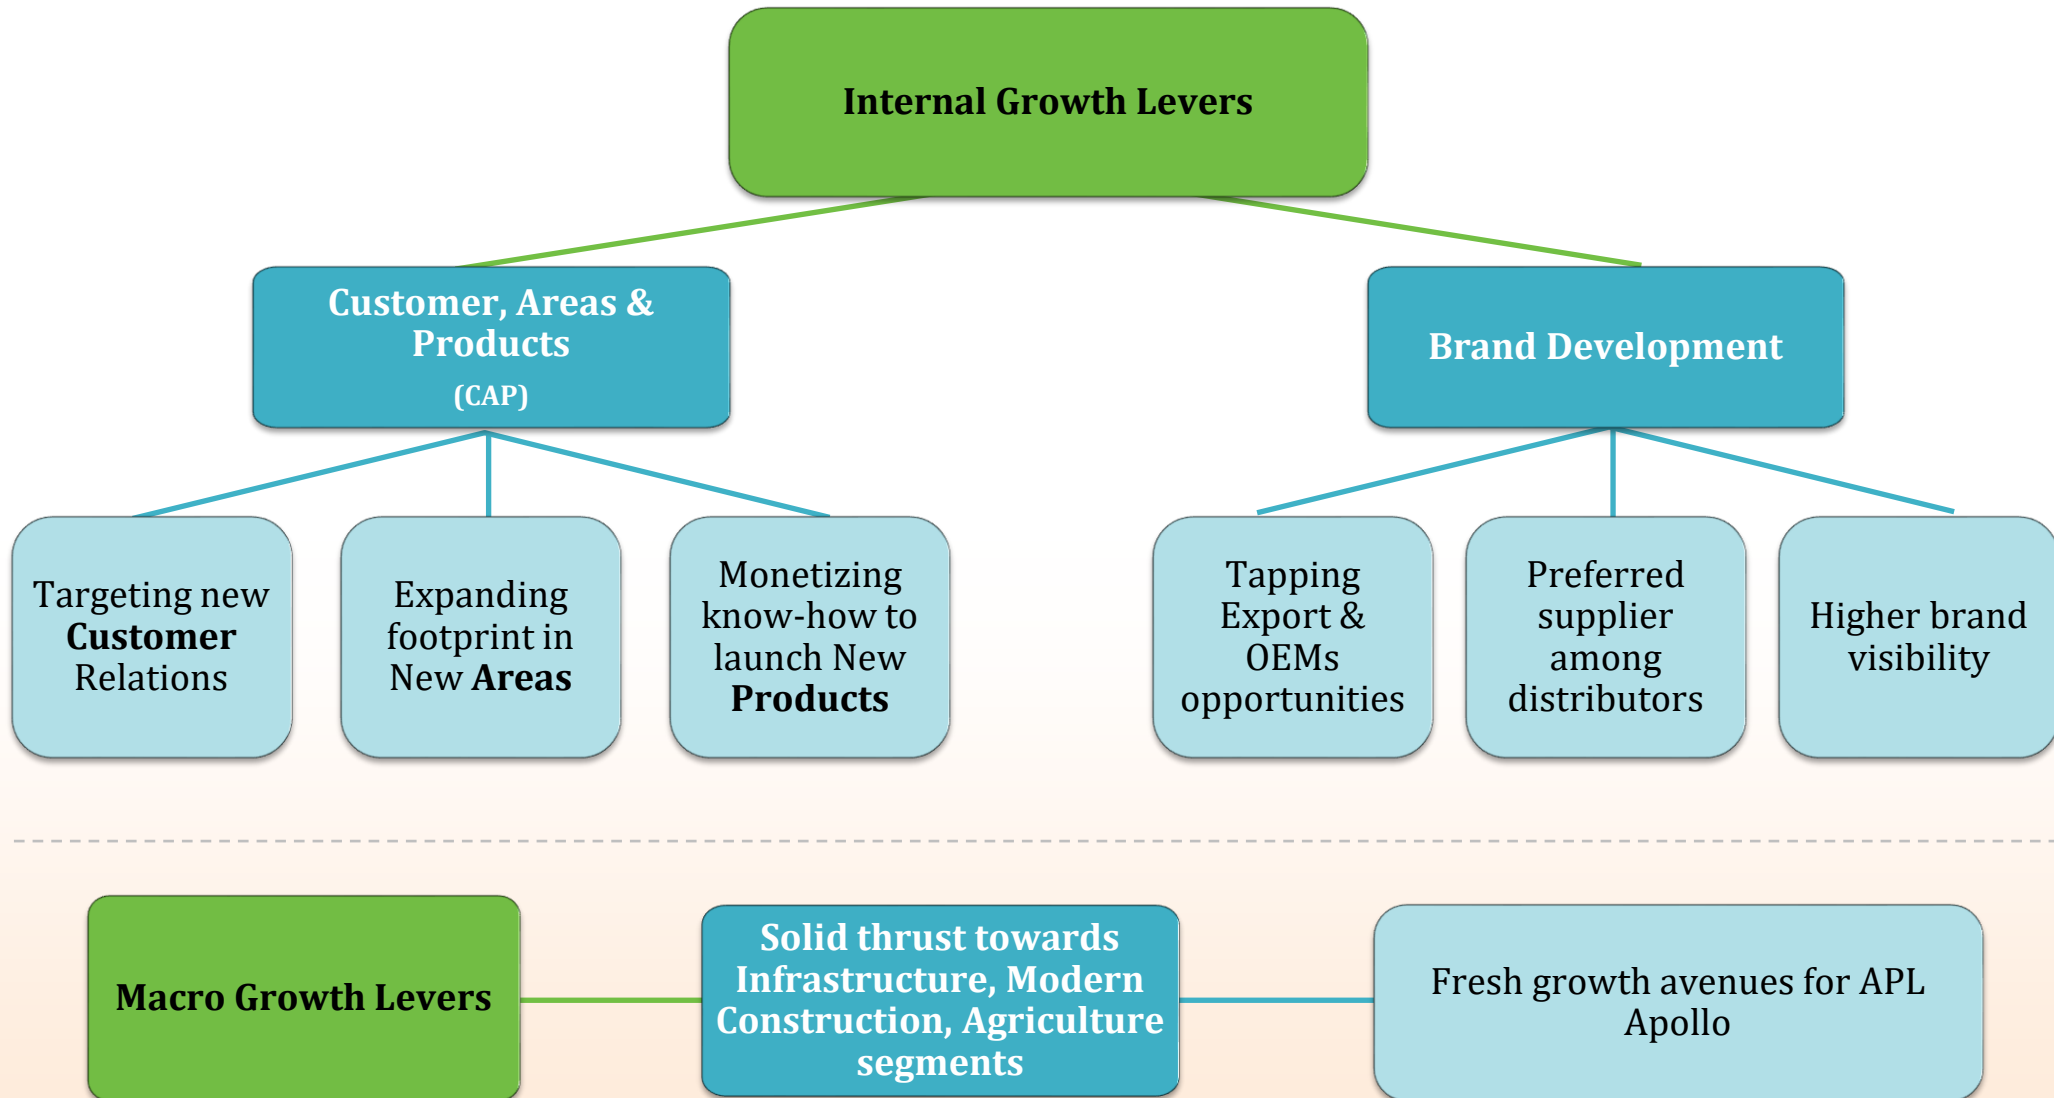 Internal Growth Levers
Customer, Areas &
Products
(CAP)
Brand Development
Targeting new
Customer
Relations
Expanding
footprint in
New Areas
Monetizing
know-how to
launch New
Products
Tapping
Export &
OEMs
opportunities
Preferred
supplier
among
distributors
Higher brand
visibility
Macro Growth Levers
Solid thrust towards
Infrastructure, Modern
Construction, Agriculture
segments
Fresh growth avenues for APL
Apollo